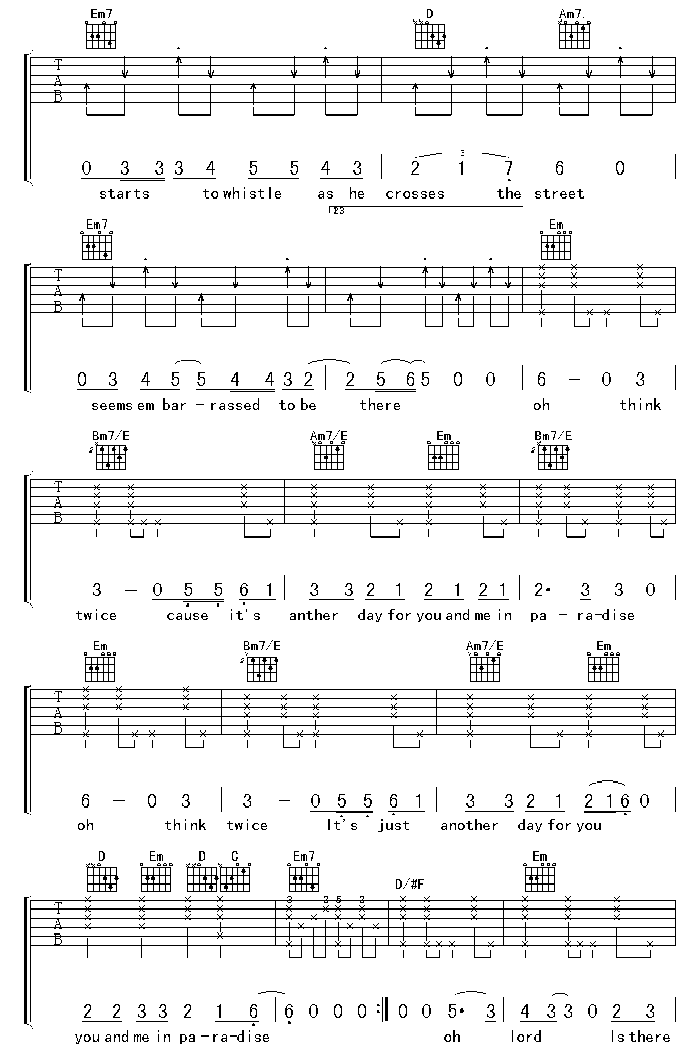 Em7 D Am7.
T
A
B
0 3 3 3 4 5 5 4 3 | 2 1 7 6 0
3
starts to whistle as he crosses the street
123
Em7 Em
T
A
B
0 3 4 5 5 4 4 3 2 | 2 5 6 5 0 0 | 6 - 0 3
seems em bar - rassed to be there oh think
Bm7/E Am7/E Em Bm7/E
T
A
B
3 - 0 5 5 6 1 | 3 3 2 1 2 1 2 1 | 2• 3 3 0
twice cause it's anther day for you and me in pa - ra-dise
Em Bm7/E Am7/E Em
T
A
B
6 - 0 3 | 3 - 0 5 5 6 1 | 3 3 2 1 2 1 6 0
oh think twice It's just another day for you
D Em D C Em7 D/#F Em
T
A
B
3 3 5 3
2 2 3 3 2 1 6 | 6 0 0 0 :‖ 0 0 5• 3 | 4 3 3 0 2 3
you and me in pa-ra-dise oh lord Is there